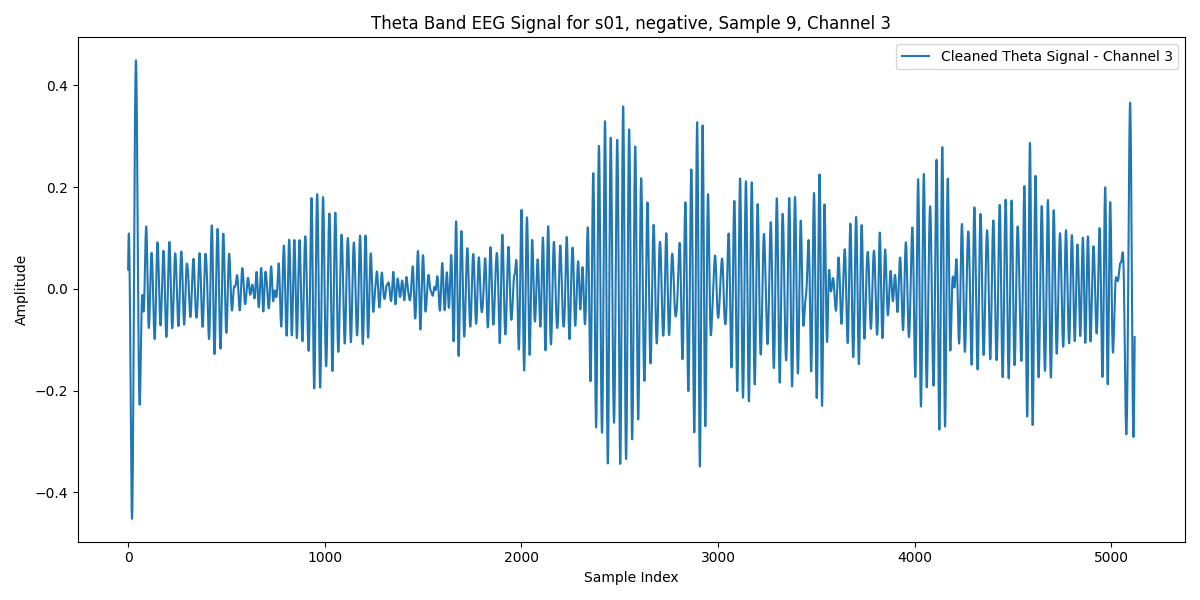 Theta Band EEG Signal for s01, negative, Sample 9, Channel 3
Cleaned Theta Signal - Channel 3
Amplitude
0.4
0.2
0.0
−0.2
−0.4
0 1000 2000 3000 4000 5000
Sample Index